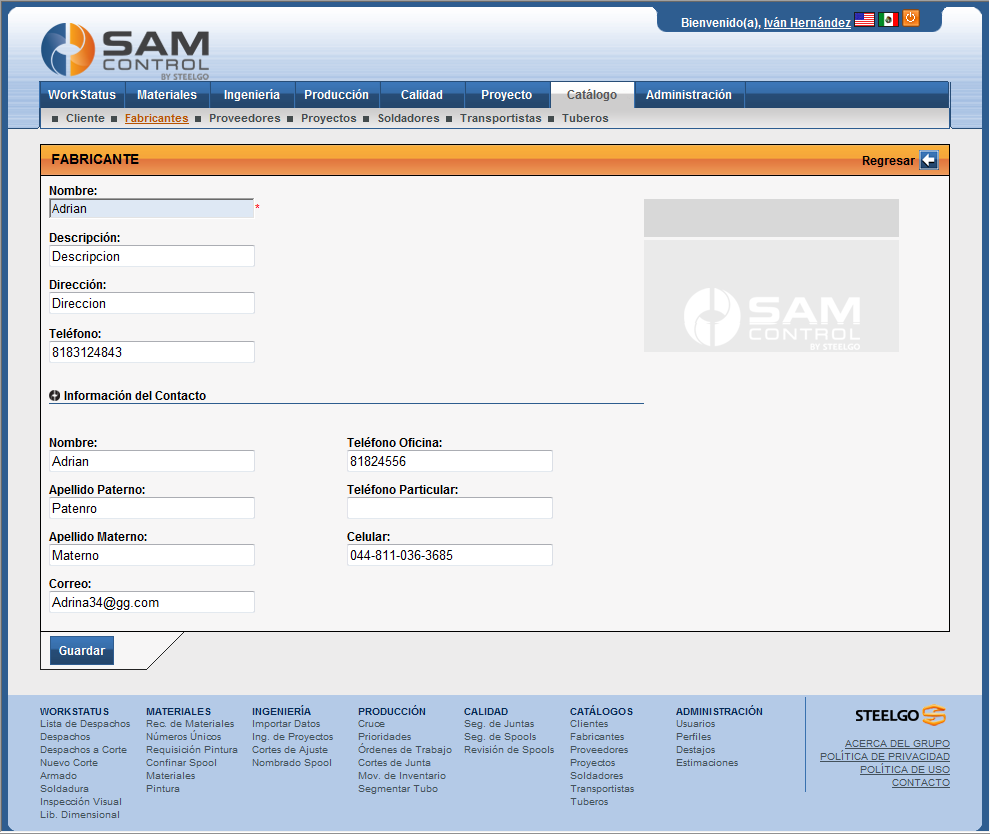 Bienvenido(a), Iván Hernández
SAM
CONTROL
BY STEELGO
WorkStatus Materiales Ingeniería Producción Calidad Proyecto Catálogo Administración
Cliente Fabricantes Proveedores Proyectos Soldadores Transportistas Tuberos
FABRICANTE Regresar
Nombre:
Adrian *
Descripción:
Descripcion
Dirección:
Direccion
Teléfono:
8183124843
SAM
CONTROL
BY STEELGO
Información del Contacto
Nombre: Teléfono Oficina:
Adrian 81824556
Apellido Paterno: Teléfono Particular:
Patenro
Apellido Materno: Celular:
Materno 044-811-036-3685
Correo:
Adrina34@gg.com
Guardar
WORKSTATUS
Lista de Despachos
Despachos
Despachos a Corte
Nuevo Corte
Armado
Soldadura
Inspección Visual
Lib. Dimensional
MATERIALES
Rec. de Materiales
Números Únicos
Requisición Pintura
Confinar Spool
Materiales
Pintura
INGENIERÍA
Importar Datos
Ing. de Proyectos
Cortes de Ajuste
Nombrado Spool
PRODUCCIÓN
Cruce
Prioridades
Órdenes de Trabajo
Cortes de Junta
Mov. de Inventario
Segmentar Tubo
CALIDAD
Seg. de Juntas
Seg. de Spools
Revisión de Spools
CATÁLOGOS
Clientes
Fabricantes
Proveedores
Proyectos
Soldadores
Transportistas
Tuberos
ADMINISTRACIÓN
Usuarios
Perfiles
Destajos
Estimaciones
STEELGO
ACERCA DEL GRUPO
POLÍTICA DE PRIVACIDAD
POLÍTICA DE USO
CONTACTO